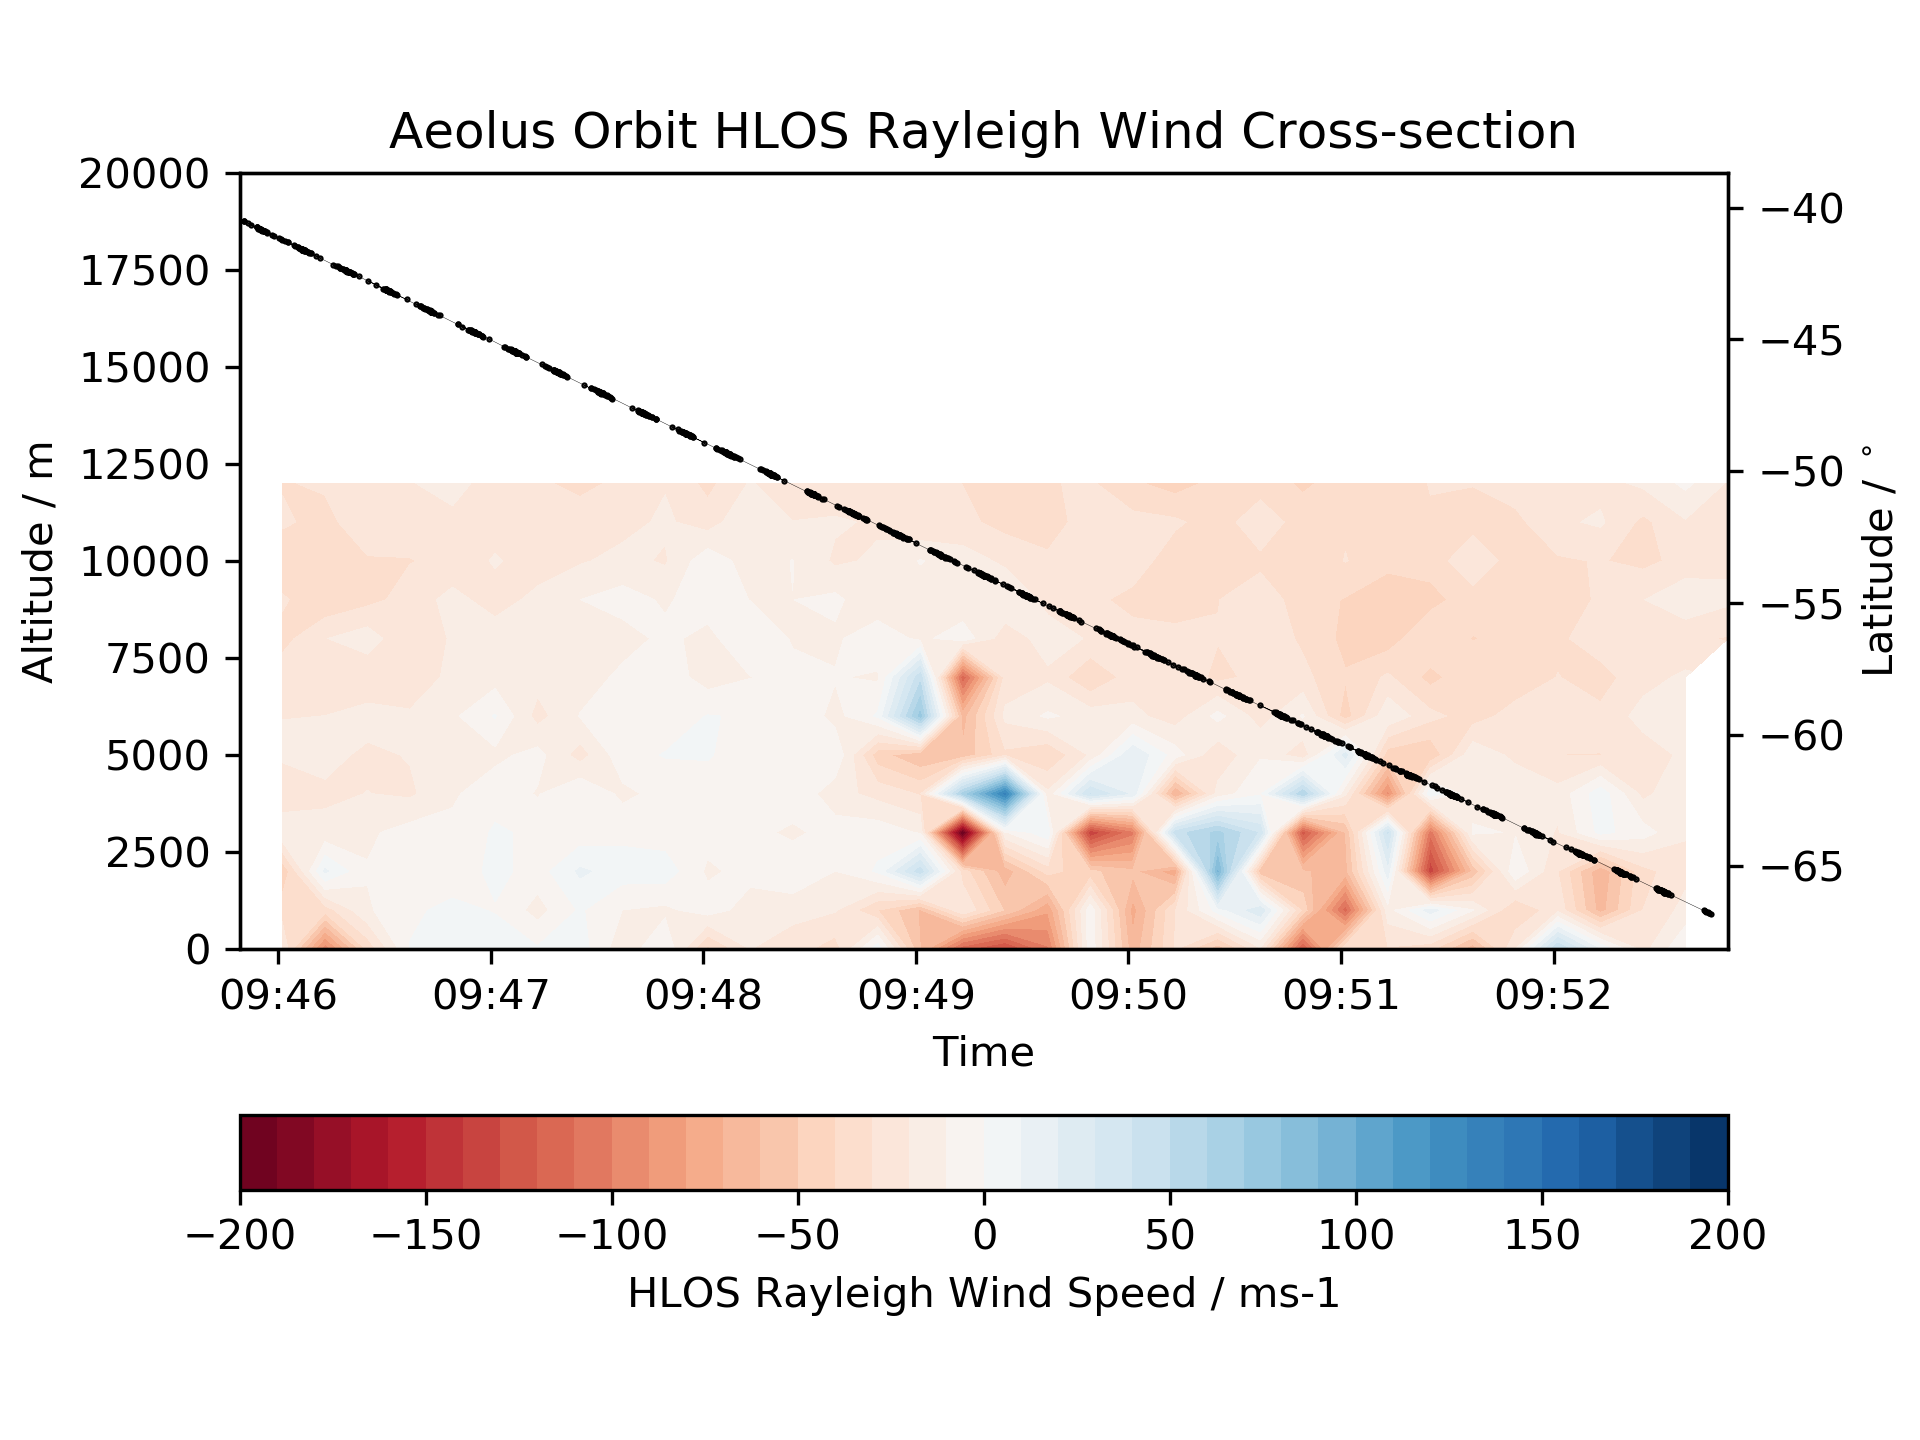 Aeolus Orbit HLOS Rayleigh Wind Cross-section
20000
17500
15000
12500
10000
7500
5000
2500
0
Altitude / m
−40
−45
−50
−55
−60
−65
Latitude / °
09:46 09:47 09:48 09:49 09:50 09:51 09:52
Time
−200 −150 −100 −50 0 50 100 150 200
HLOS Rayleigh Wind Speed / ms-1